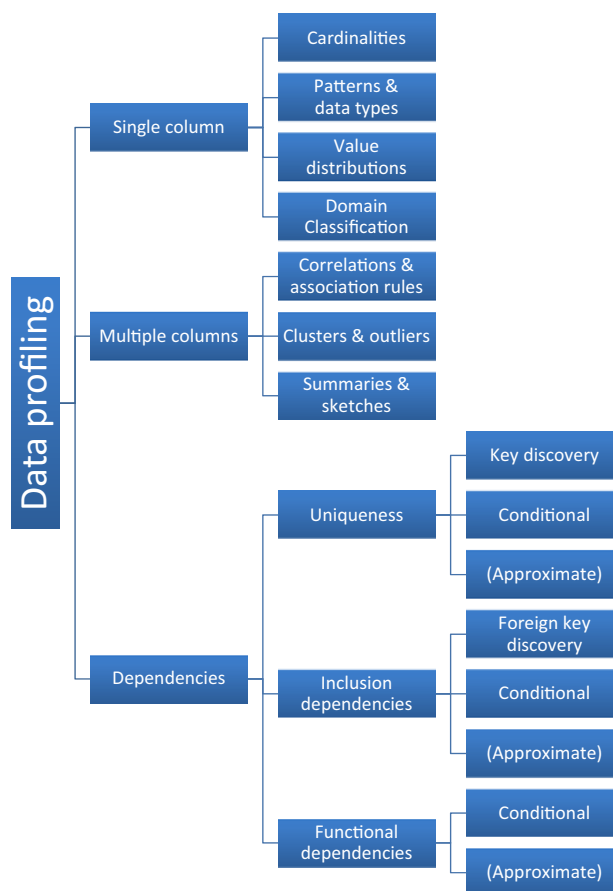 Data profiling
Single column
Cardinalities
Patterns &
data types
Value
distributions
Domain
Classification
Multiple columns
Correlations &
association rules
Clusters & outliers
Summaries &
sketches
Dependencies
Uniqueness
Key discovery
Conditional
(Approximate)
Inclusion
dependencies
Foreign key
discovery
Conditional
(Approximate)
Functional
dependencies
Conditional
(Approximate)